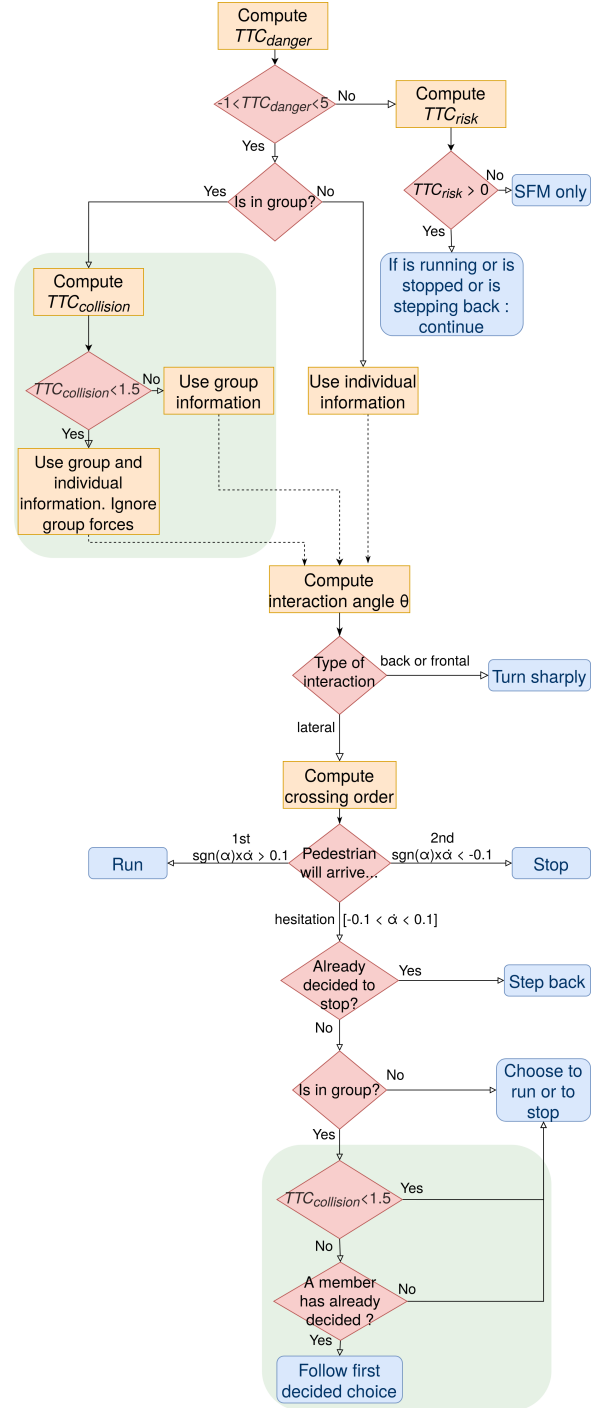 Compute
TTCdanger
-1<TTCdanger<5
No
Compute
TTCrisk
Yes
TTCrisk > 0
No
SFM only
Yes
If is running or is
stopped or is
stepping back :
continue
Is in group?
Yes
No
Compute
TTCcollision
TTCcollision<1.5
No
Use group
information
Use individual
information
Yes
Use group and
individual
information. Ignore
group forces
Compute
interaction angle θ
Type of
interaction
back or frontal
Turn sharply
lateral
Compute
crossing order
Pedestrian
will arrive...
1st
sgn(α)xα̇ > 0.1
Run
2nd
sgn(α)xα̇ < -0.1
Stop
hesitation [-0.1 < α̇ < 0.1]
Already
decided to
stop?
Yes
Step back
No
Is in group?
No
Choose to
run or to
stop
Yes
TTCcollision<1.5
Yes
No
A member
has already
decided ?
No
Yes
Follow first
decided choice